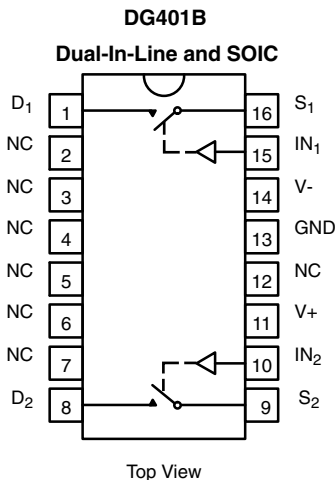 DG401B
Dual-In-Line and SOIC
D1 1 16 S1
NC 2 15 IN1
NC 3 14 V-
NC 4 13 GND
NC 5 12 NC
NC 6 11 V+
NC 7 10 IN2
D2 8 9 S2
Top View